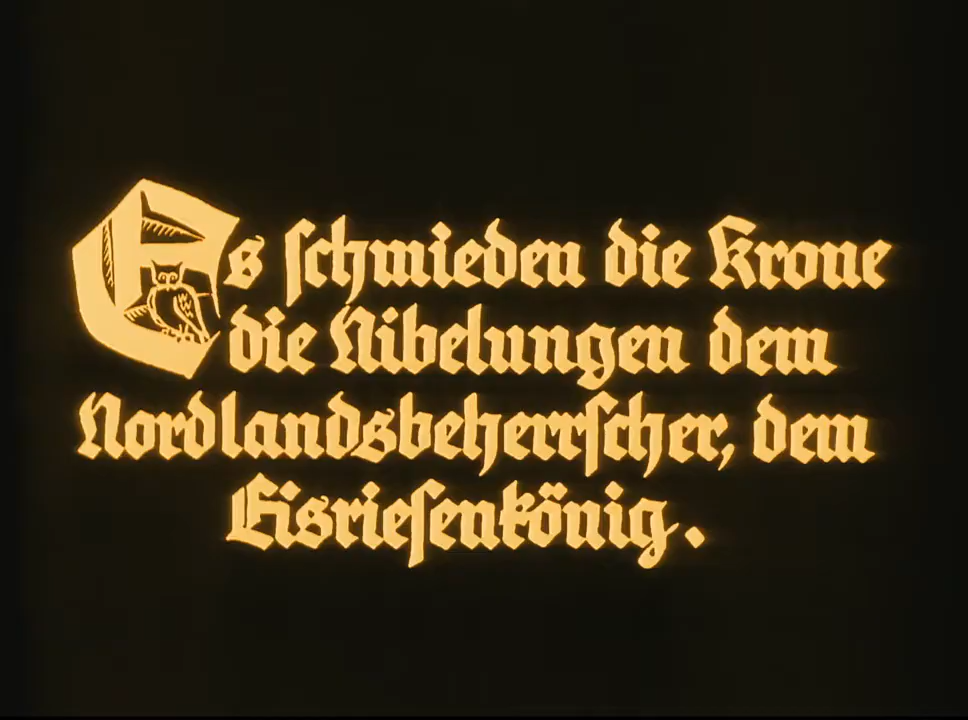 Es schmieden die Krone
die Nibelungen dem
Nordlandsbeherrscher, dem
Eisriesenkönig.